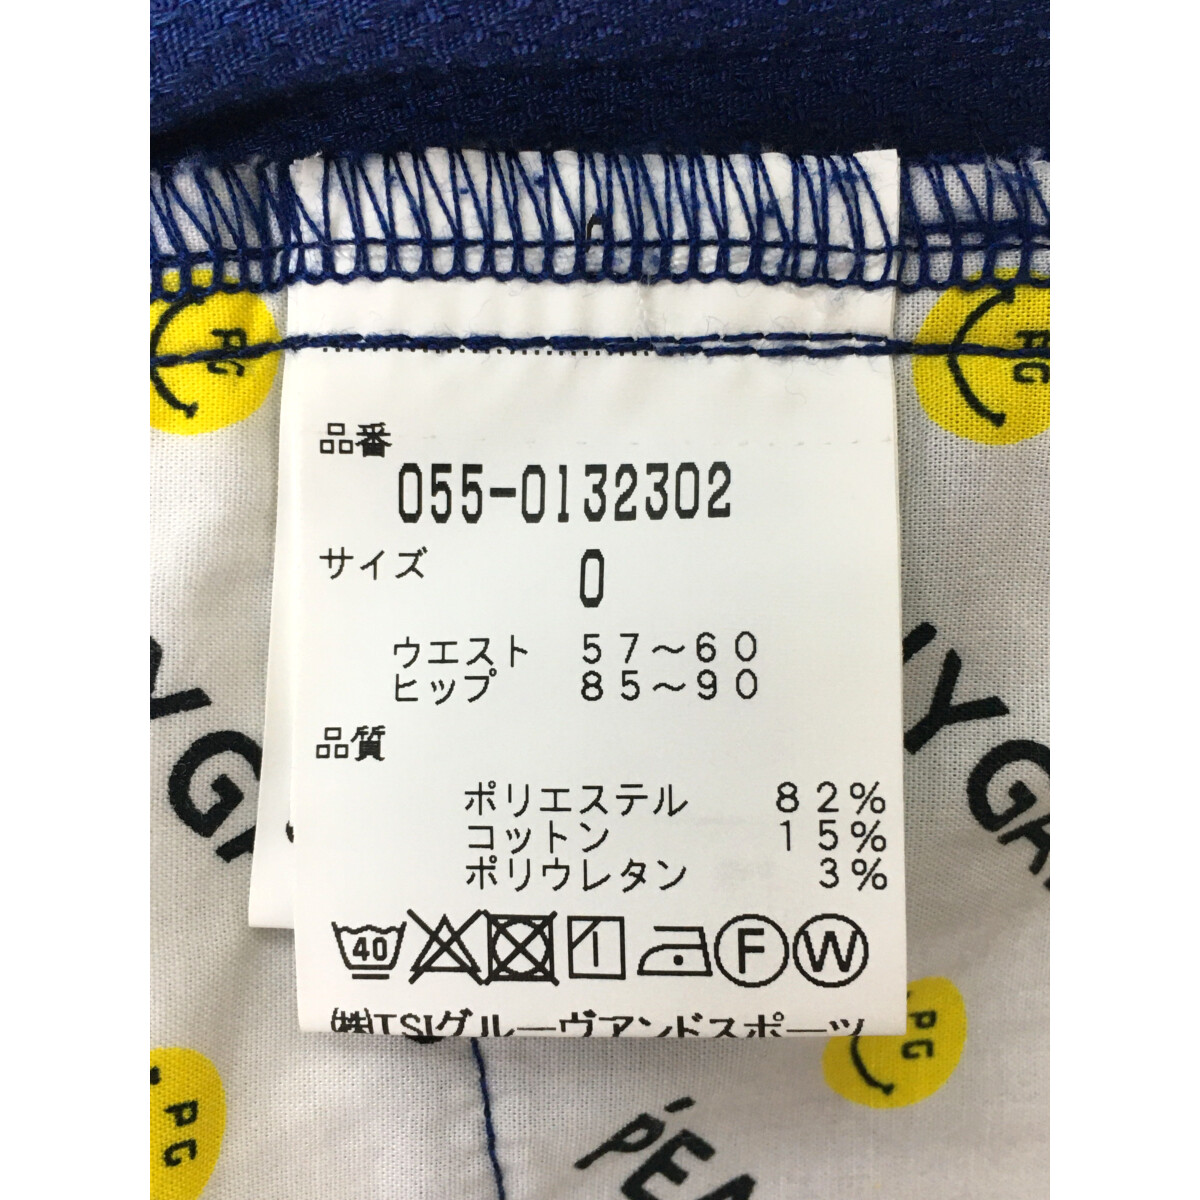 品番
055-0132302
サイズ 0
ウエスト 57～60
ヒップ 85～90
品質
ポリエステル 82%
コットン 15%
ポリウレタン 3%
40 F W
㈱TSIグルーヴアンドスポーツ
PG
PG
PG
PG